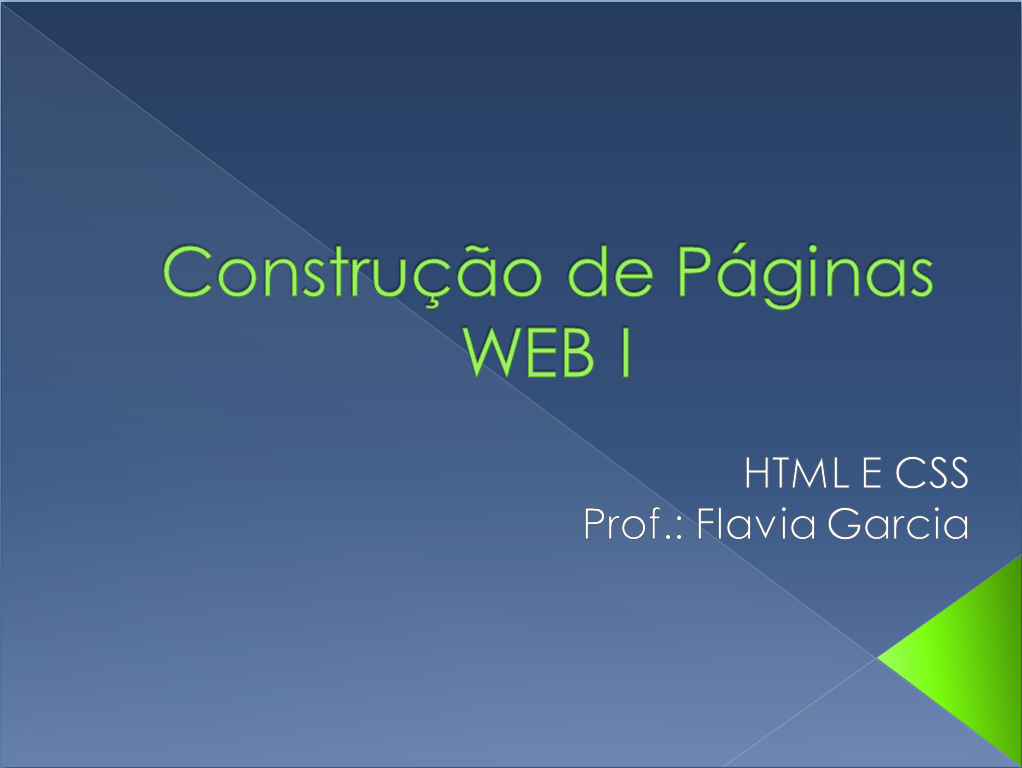 Construção de Páginas
WEB I
HTML E CSS
Prof.: Flavia Garcia